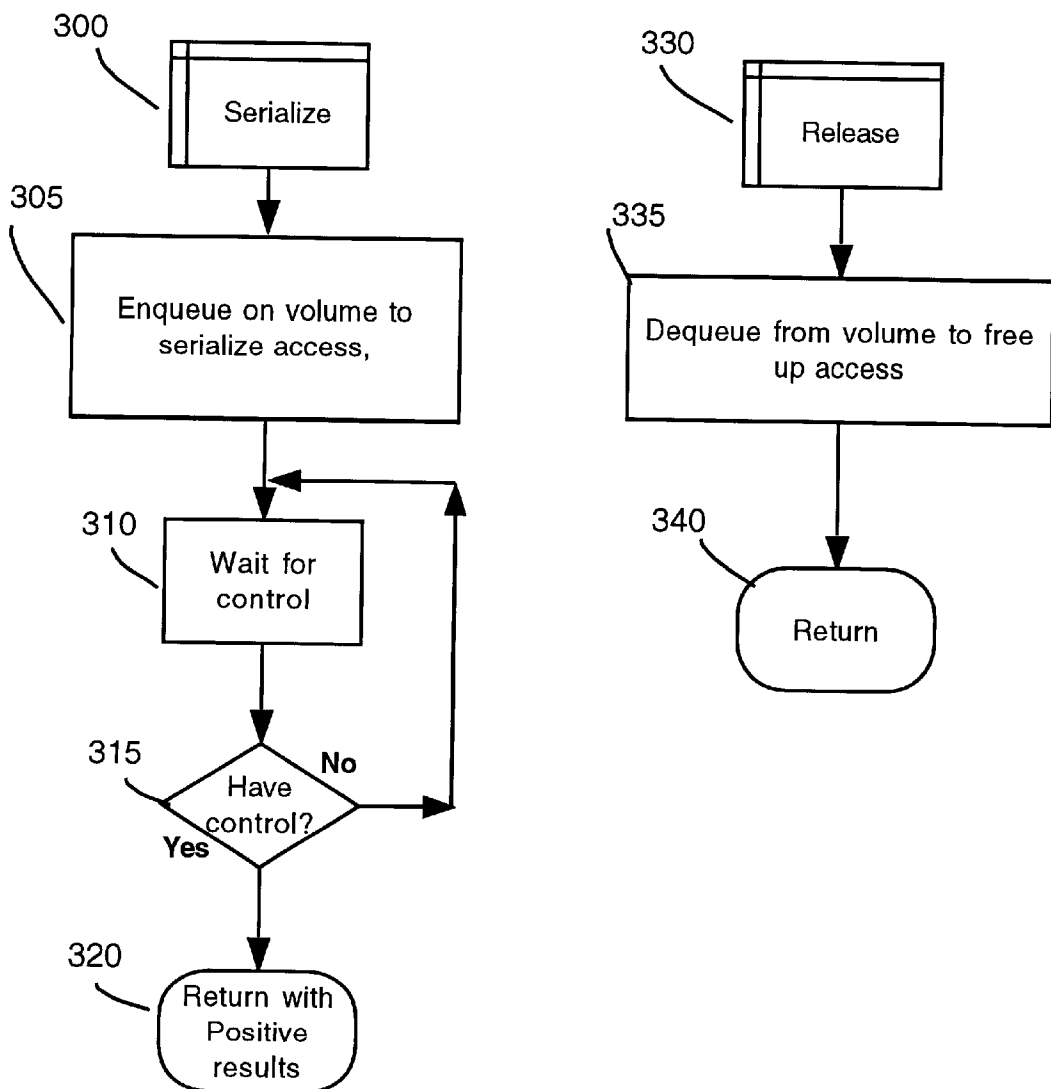 300
Serialize
305
Enqueue on volume to
serialize access,
310
Wait for
control
315
Have
control?
No
Yes
320
Return with
Positive
results
330
Release
335
Dequeue from volume to free
up access
340
Return